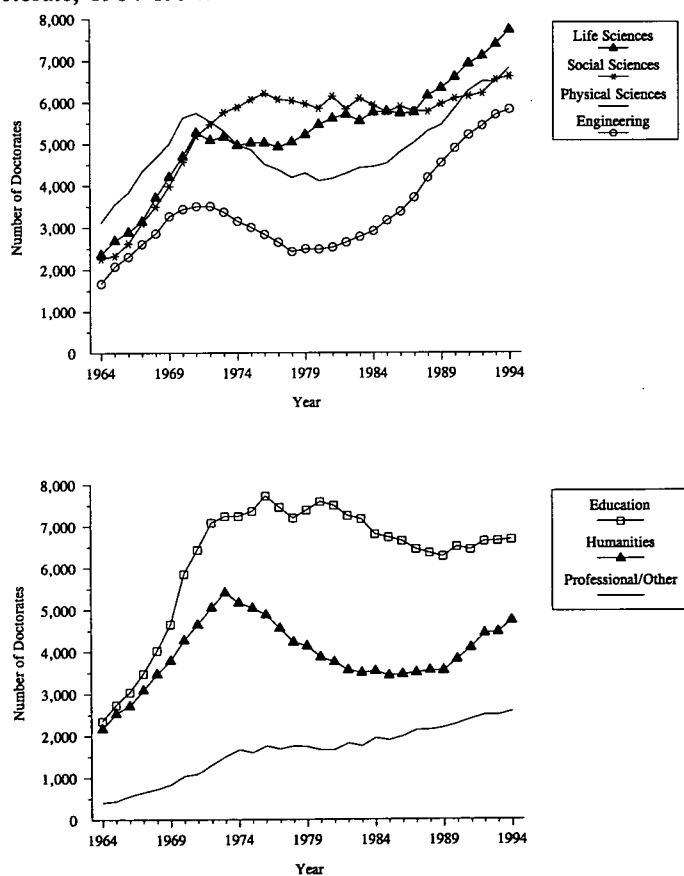 8,000
7,000
6,000
5,000
4,000
3,000
2,000
1,000
0
Number of Doctorates
1964 1969 1974 1979 1984 1989 1994
Year
Life Sciences
Social Sciences
Physical Sciences
Engineering
8,000
7,000
6,000
5,000
4,000
3,000
2,000
1,000
0
Number of Doctorates
1964 1969 1974 1979 1984 1989 1994
Year
Education
Humanities
Professional/Other